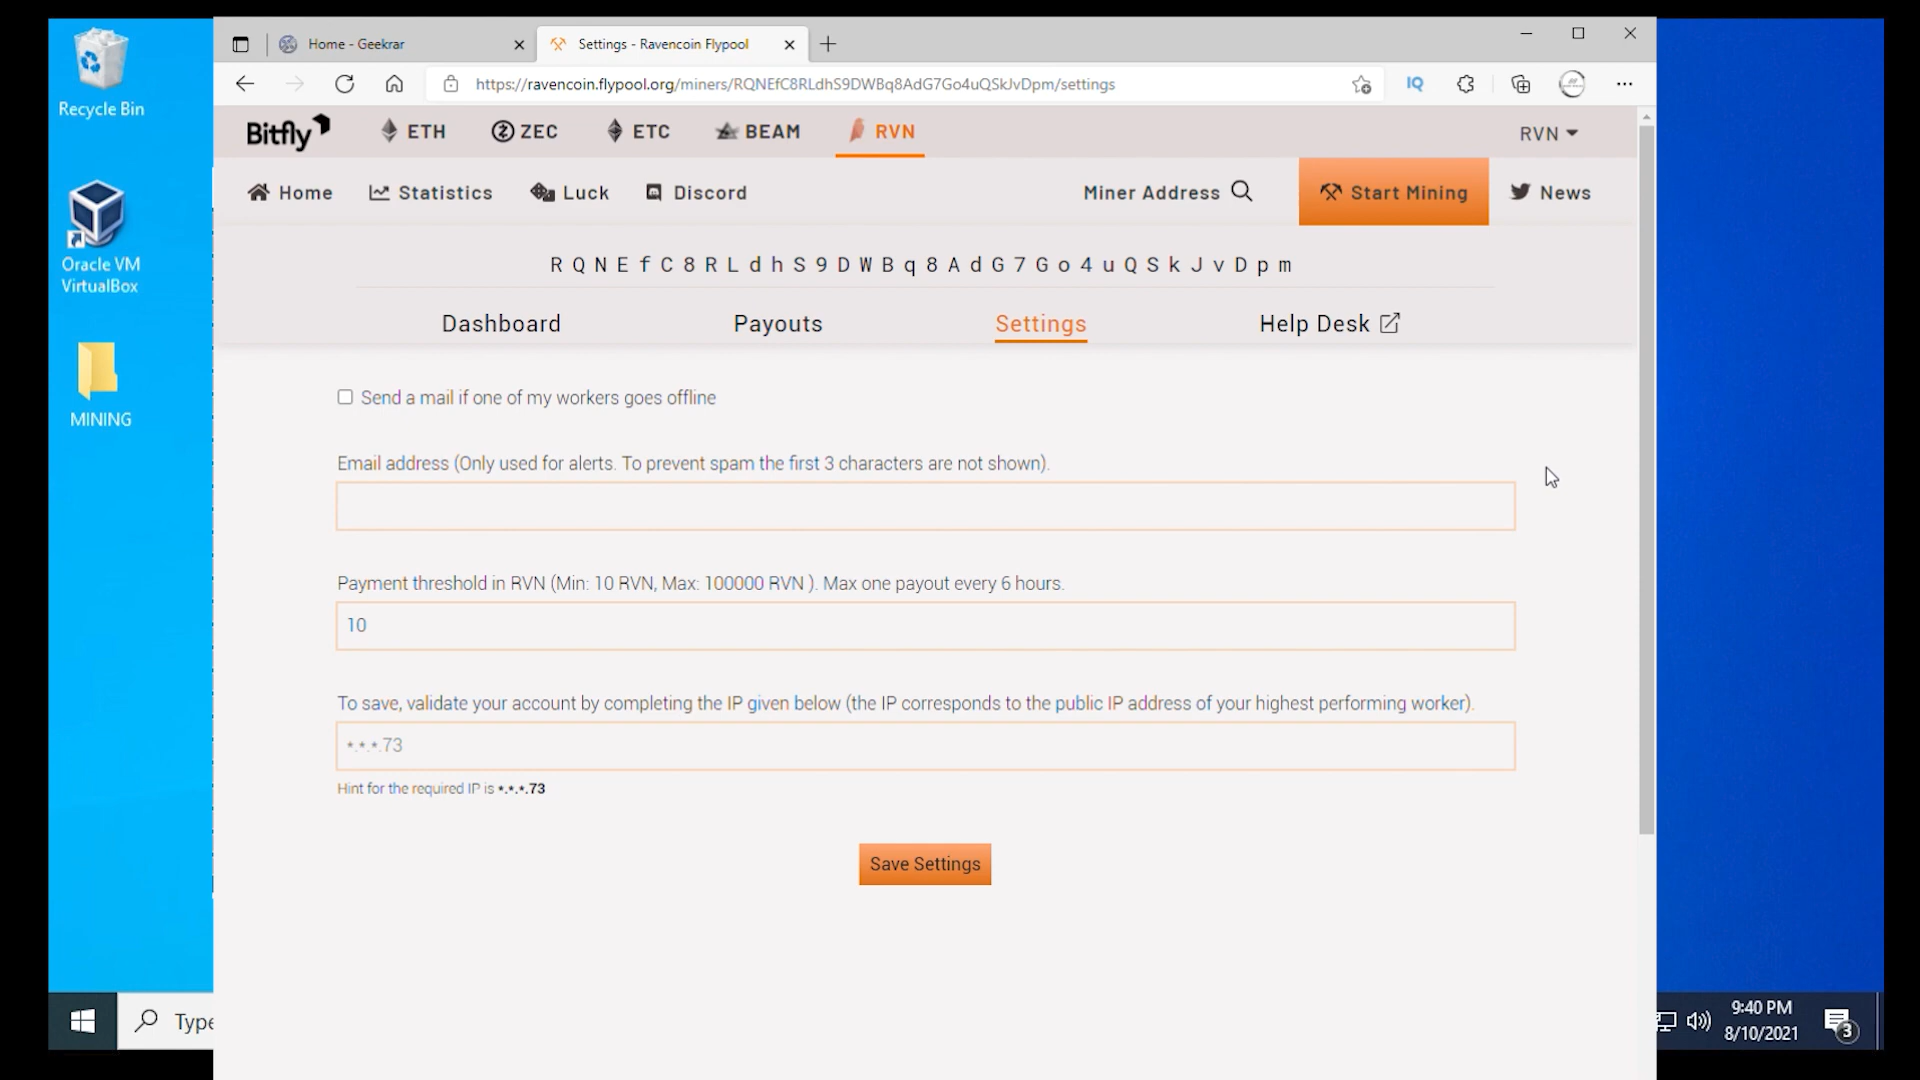 Recycle Bin
Oracle VM
VirtualBox
MINING
Home - Geekrar
Settings - Ravencoin Flypool
https://ravencoin.flypool.org/miners/RQNEfC8RLdhS9DWBq8AdG7Go4uQSkJvDpm/settings
IQ
Bitfly ETH ZEC ETC BEAM RVN RVN
Home Statistics Luck Discord Miner Address Start Mining News
RQNEfC8RLdhS9DWBq8AdG7Go4uQSkJvDpm
Dashboard Payouts Settings Help Desk
Send a mail if one of my workers goes offline
Email address (Only used for alerts. To prevent spam the first 3 characters are not shown).
Payment threshold in RVN (Min: 10 RVN, Max: 100000 RVN ). Max one payout every 6 hours.
10
To save, validate your account by completing the IP given below (the IP corresponds to the public IP address of your highest performing worker).
*.*.*.73
Hint for the required IP is *.*.*.73
Save Settings
Type
9:40 PM
8/10/2021
3